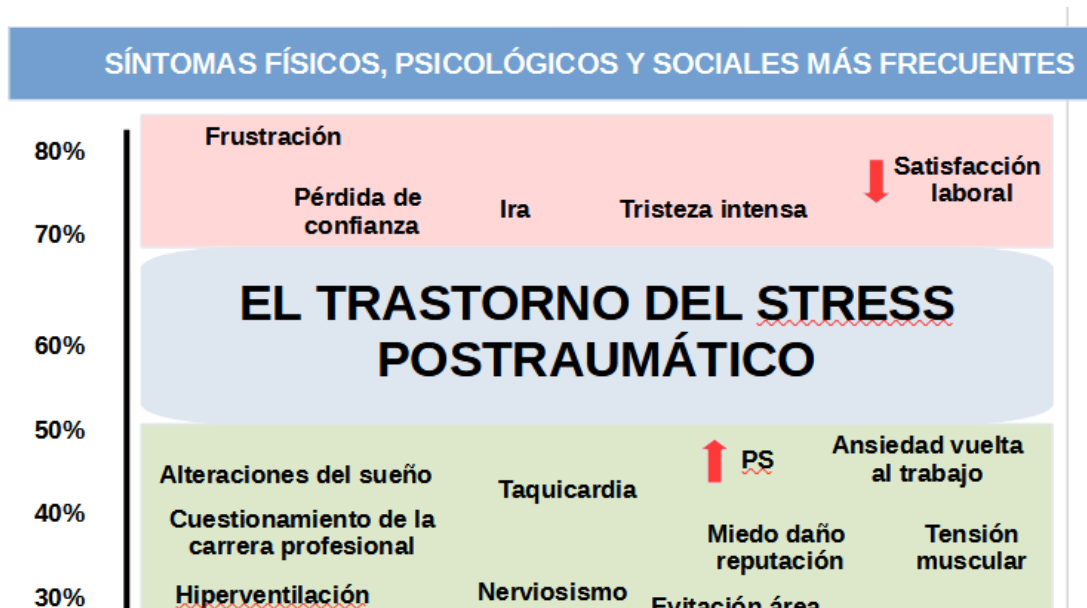 SÍNTOMAS FÍSICOS, PSICOLÓGICOS Y SOCIALES MÁS FRECUENTES
80%
Frustración
Satisfacción
laboral
Pérdida de
confianza
Ira
Tristeza intensa
70%
EL TRASTORNO DEL STRESS
POSTRAUMÁTICO
60%
50%
Alteraciones del sueño
Taquicardia
PS
Ansiedad vuelta
al trabajo
40%
Cuestionamiento de la
carrera profesional
Miedo daño
reputación
Tensión
muscular
30%
Hiperventilación
Nerviosismo
Evitación área